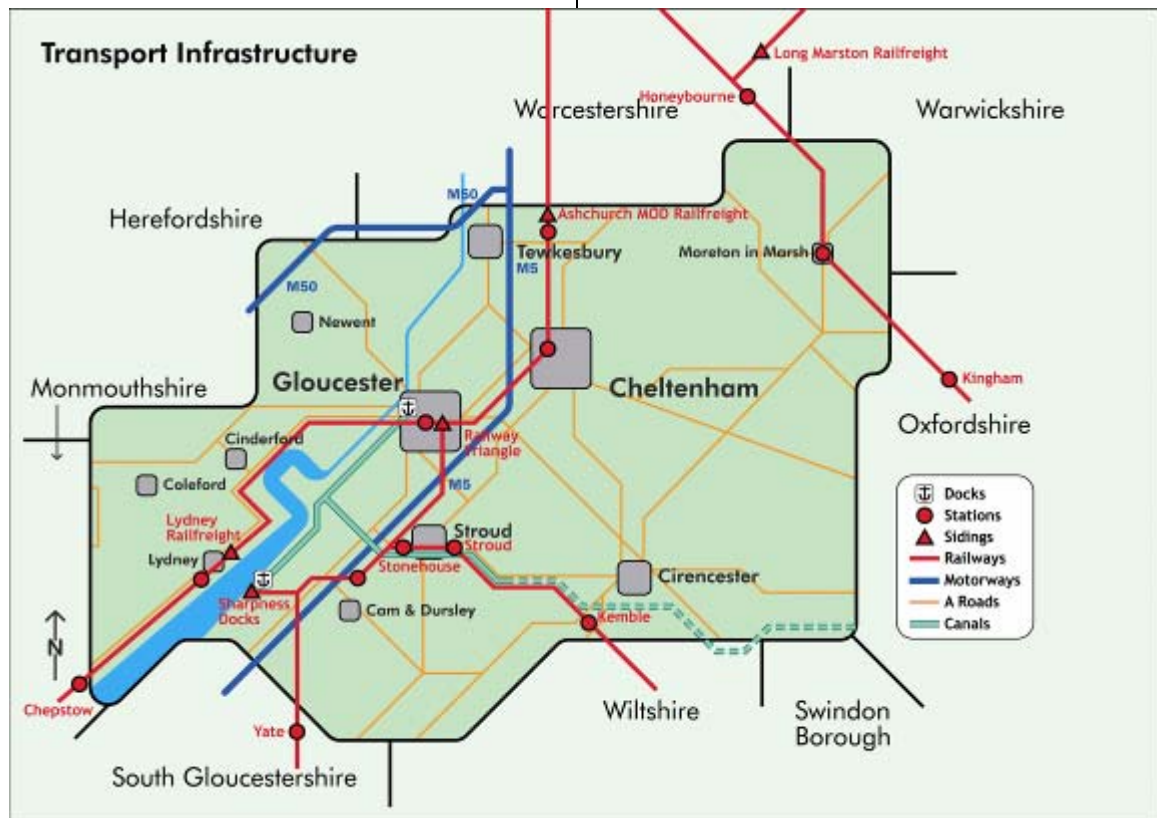 Transport Infrastructure
Long Marston Railfreight
Honeybourne
Worcestershire
Warwickshire
M50
Herefordshire
Ashchurch MOD Railfreight
Tewkesbury
Moreton in Marsh
M5
M50
Newent
Gloucester
Cheltenham
Monmouthshire
Kingham
Oxfordshire
Cinderford
Railway
Triangle
Coleford
M5
Lydney
Railfreight
Stroud
Stroud
Lydney
Stonehouse
Cirencester
Sharpness
Docks
Cam & Dursley
Kemble
N
Chepstow
Yate
Wiltshire
Swindon
Borough
South Gloucestershire
Docks
Stations
Sidings
Railways
Motorways
A Roads
Canals